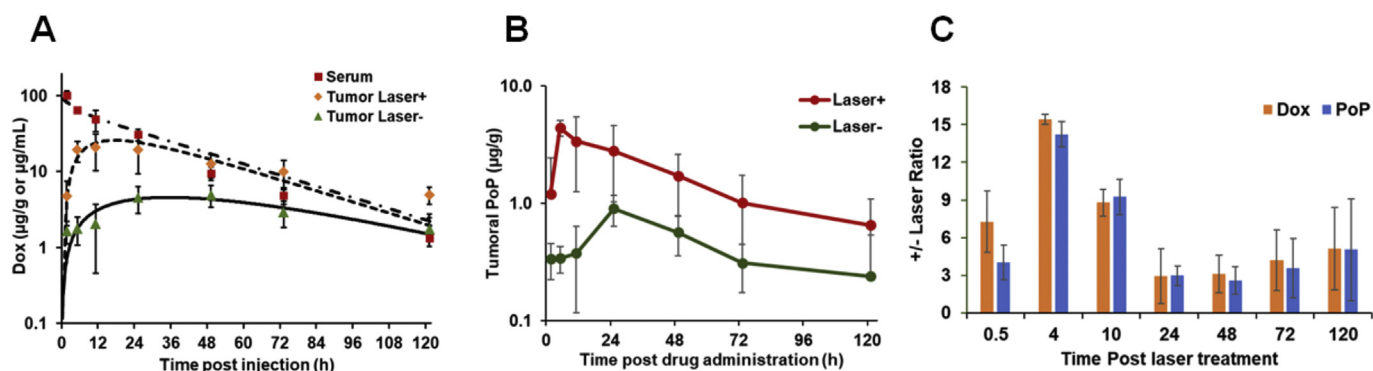 A
Dox (µg/g or µg/mL)
100
10
1
0.1
Serum
Tumor Laser+
Tumor Laser-
0 12 24 36 48 60 72 84 96 108 120
Time post injection (h)
B
Tumoral PoP (µg/g)
10.0
1.0
0.1
Laser+
Laser-
0 24 48 72 96 120
Time post drug administration (h)
C
+/- Laser Ratio
18
15
12
9
6
3
0
Dox PoP
0.5 4 10 24 48 72 120
Time Post laser treatment